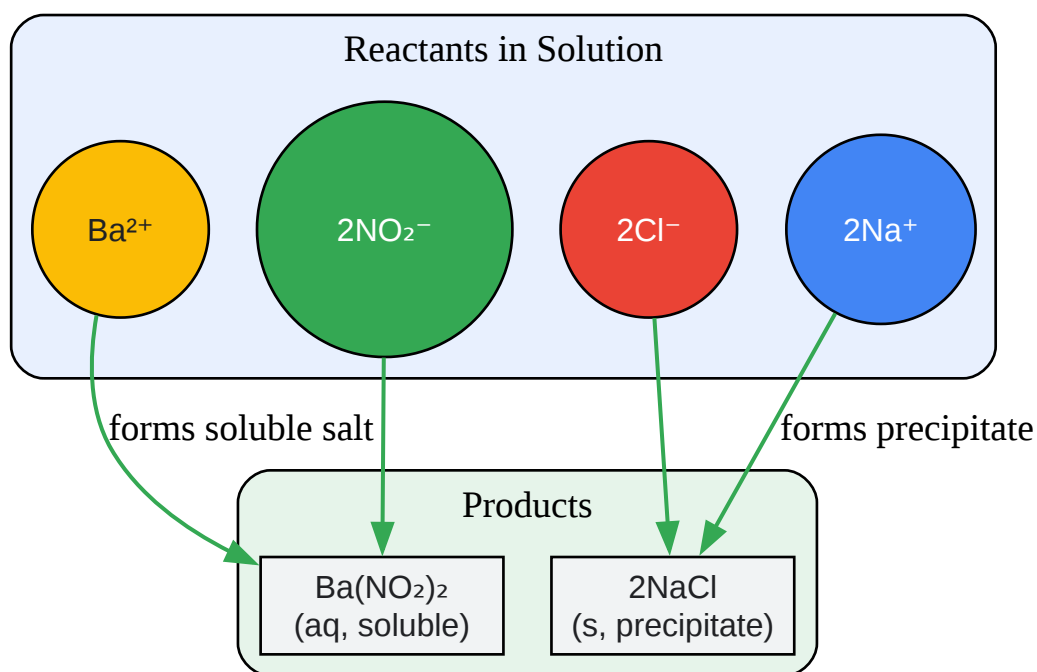 Reactants in Solution
Ba²⁺
2NO₂⁻
2Cl⁻
2Na⁺
forms soluble salt
forms precipitate
Products
Ba(NO₂)₂
(aq, soluble)
2NaCl
(s, precipitate)